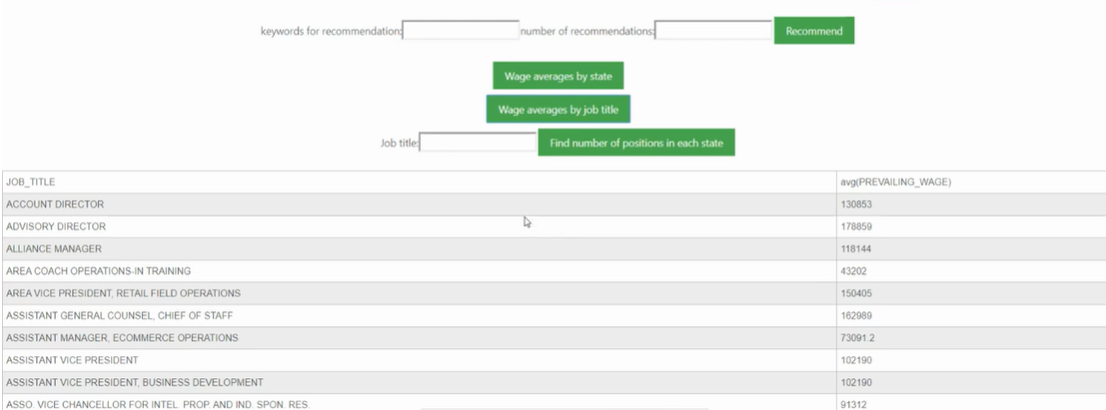 keywords for recommendation: number of recommendations: Recommend
Wage averages by state
Wage averages by job title
Job title: Find number of positions in each state
JOB_TITLE avg(PREVAILING_WAGE)
ACCOUNT DIRECTOR 130853
ADVISORY DIRECTOR 178859
ALLIANCE MANAGER 118144
AREA COACH OPERATIONS-IN TRAINING 43202
AREA VICE PRESIDENT, RETAIL FIELD OPERATIONS 150405
ASSISTANT GENERAL COUNSEL, CHIEF OF STAFF 162989
ASSISTANT MANAGER, ECOMMERCE OPERATIONS 73091.2
ASSISTANT VICE PRESIDENT 102190
ASSISTANT VICE PRESIDENT, BUSINESS DEVELOPMENT 102190
ASSO. VICE CHANCELLOR FOR INTEL. PROP. AND IND. SPON. RES. 91312